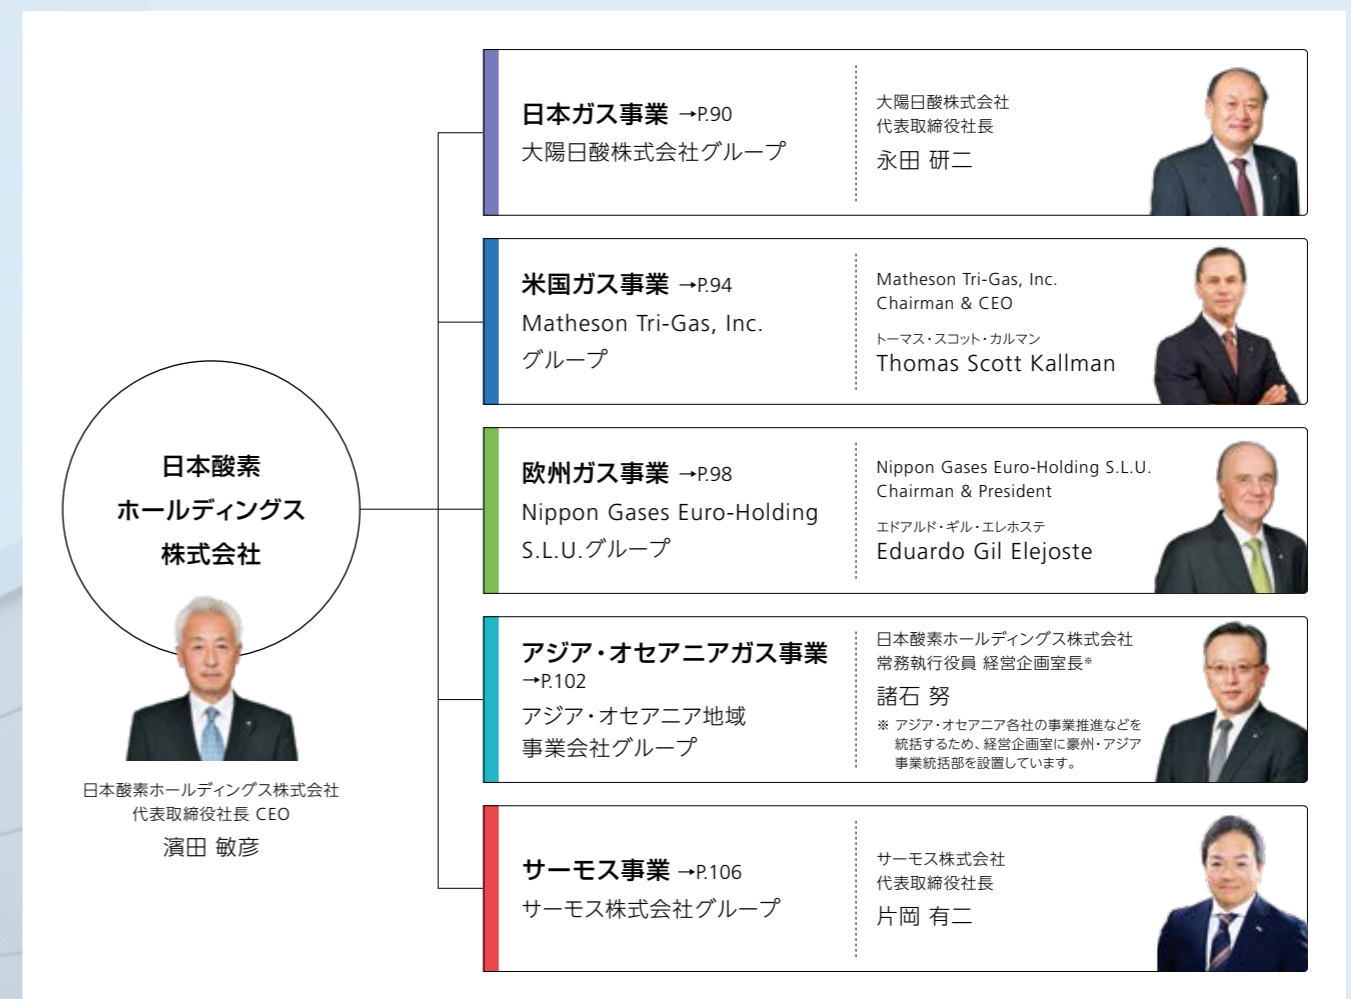 日本酸素
ホールディングス
株式会社
日本酸素ホールディングス株式会社
代表取締役社長 CEO
濱田 敏彦
日本ガス事業 →P.90
大陽日酸株式会社グループ
大陽日酸株式会社
代表取締役社長
永田 研二
米国ガス事業 →P.94
Matheson Tri-Gas, Inc.
グループ
Matheson Tri-Gas, Inc.
Chairman & CEO
トーマス・スコット・カルマン
Thomas Scott Kallman
欧州ガス事業 →P.98
Nippon Gases Euro-Holding
S.L.U.グループ
Nippon Gases Euro-Holding S.L.U.
Chairman & President
エドアルド・ギル・エレホステ
Eduardo Gil Elejoste
アジア・オセアニアガス事業
→P.102
アジア・オセアニア地域
事業会社グループ
日本酸素ホールディングス株式会社
常務執行役員 経営企画室長※
諸石 努
※ アジア・オセアニア各社の事業推進などを
統括するため、経営企画室に豪州・アジア
事業統括部を設置しています。
サーモス事業 →P.106
サーモス株式会社グループ
サーモス株式会社
代表取締役社長
片岡 有二